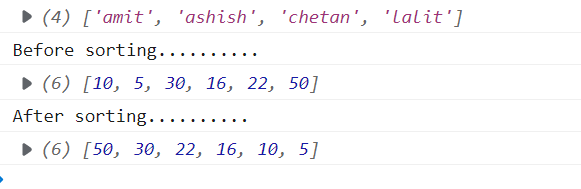 ▶ (4) ['amit', 'ashish', 'chetan', 'lalit']
Before sorting..........
▶ (6) [10, 5, 30, 16, 22, 50]
After sorting..........
▶ (6) [50, 30, 22, 16, 10, 5]